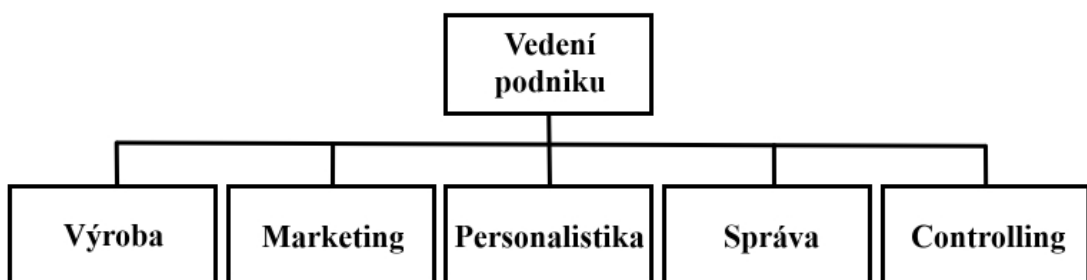 Vedení
podniku
Výroba
Marketing
Personalistika
Správa
Controlling